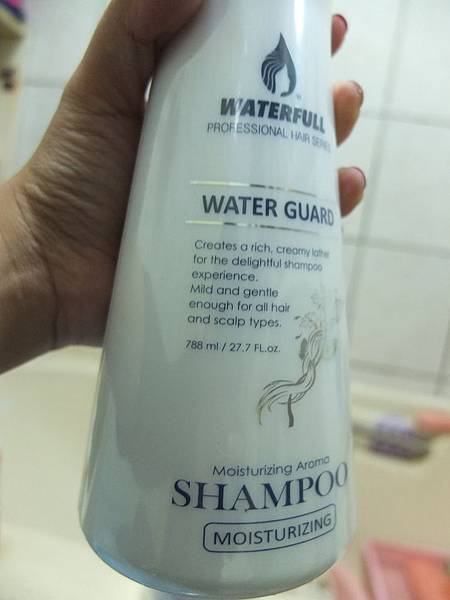 WATERFULL
PROFESSIONAL HAIR SERIES
WATER GUARD
Creates a rich, creamy lather
for the delightful shampoo
experience.
Mild and gentle
enough for all hair
and scalp types.
788 ml / 27.7 FL.oz.
Moisturizing Aroma
SHAMPOO
MOISTURIZING